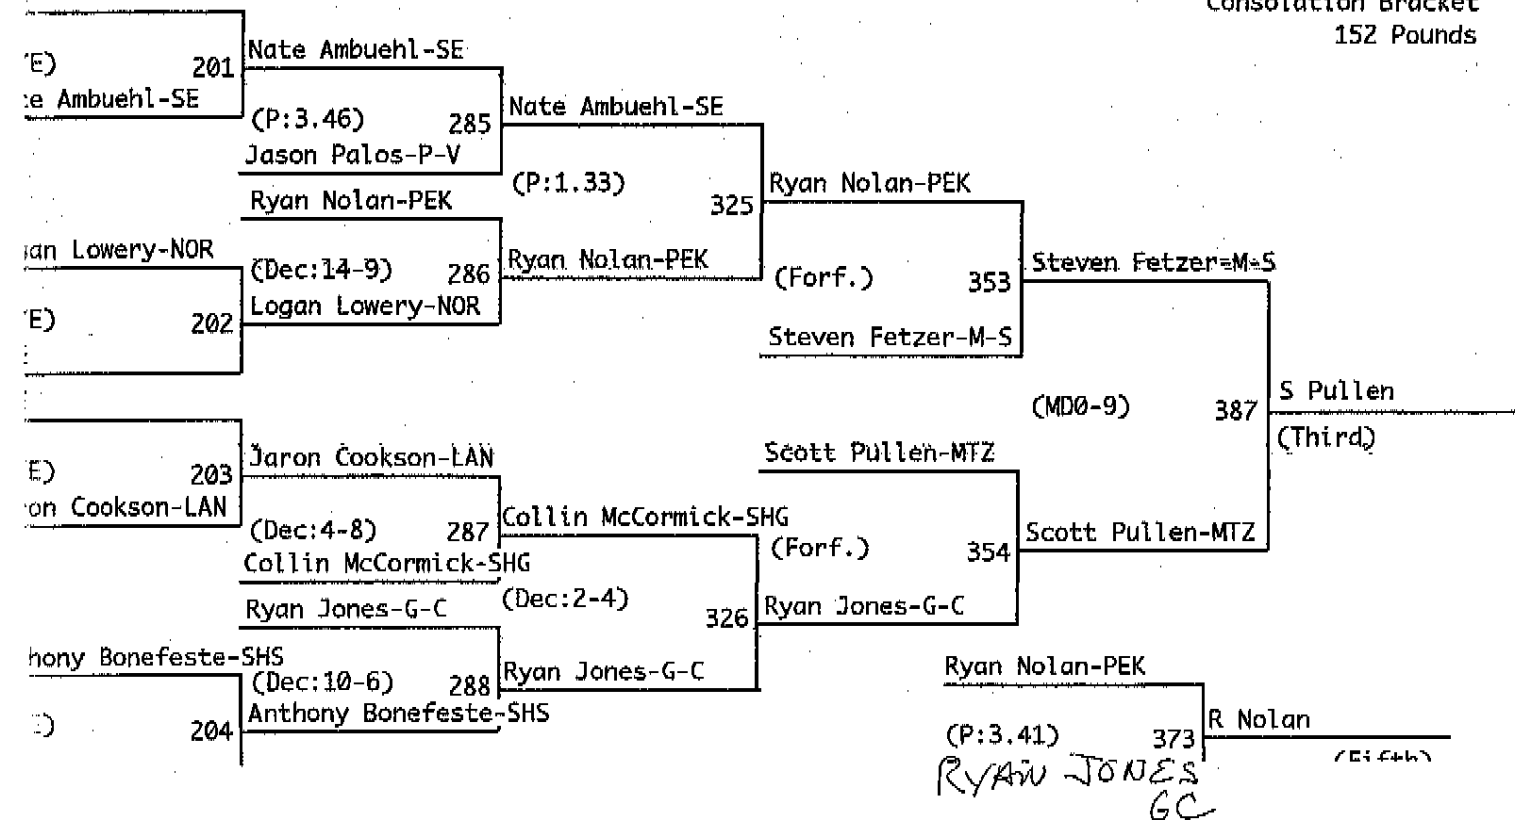 Consolation Bracket
152 Pounds
E)
201
Nate Ambuehl-SE
e Ambuehl-SE
(P:3.46)
285
Nate Ambuehl-SE
Jason Palos-P-V
Ryan Nolan-PEK
(P:1.33)
325
Ryan Nolan-PEK
an Lowery-NOR
(Dec:14-9)
286
Ryan Nolan-PEK
Logan Lowery-NOR
E)
202
(Forf.)
353
Steven Fetzer-M-S
Steven Fetzer-M-S
(MD0-9)
387
S Pullen
(Third)
E)
203
Jaron Cookson-LAN
on Cookson-LAN
(Dec:4-8)
287
Collin McCormick-SHG
Collin McCormick-SHG
Scott Pullen-MTZ
(Forf.)
354
Scott Pullen-MTZ
Ryan Jones-G-C
(Dec:2-4)
326
Ryan Jones-G-C
hony Bonefeste-SHS
(Dec:10-6)
288
Ryan Jones-G-C
Anthony Bonefeste-SHS
)
204
Ryan Nolan-PEK
(P:3.41)
373
R Nolan
(Fifth)
RYAN JONES
GC